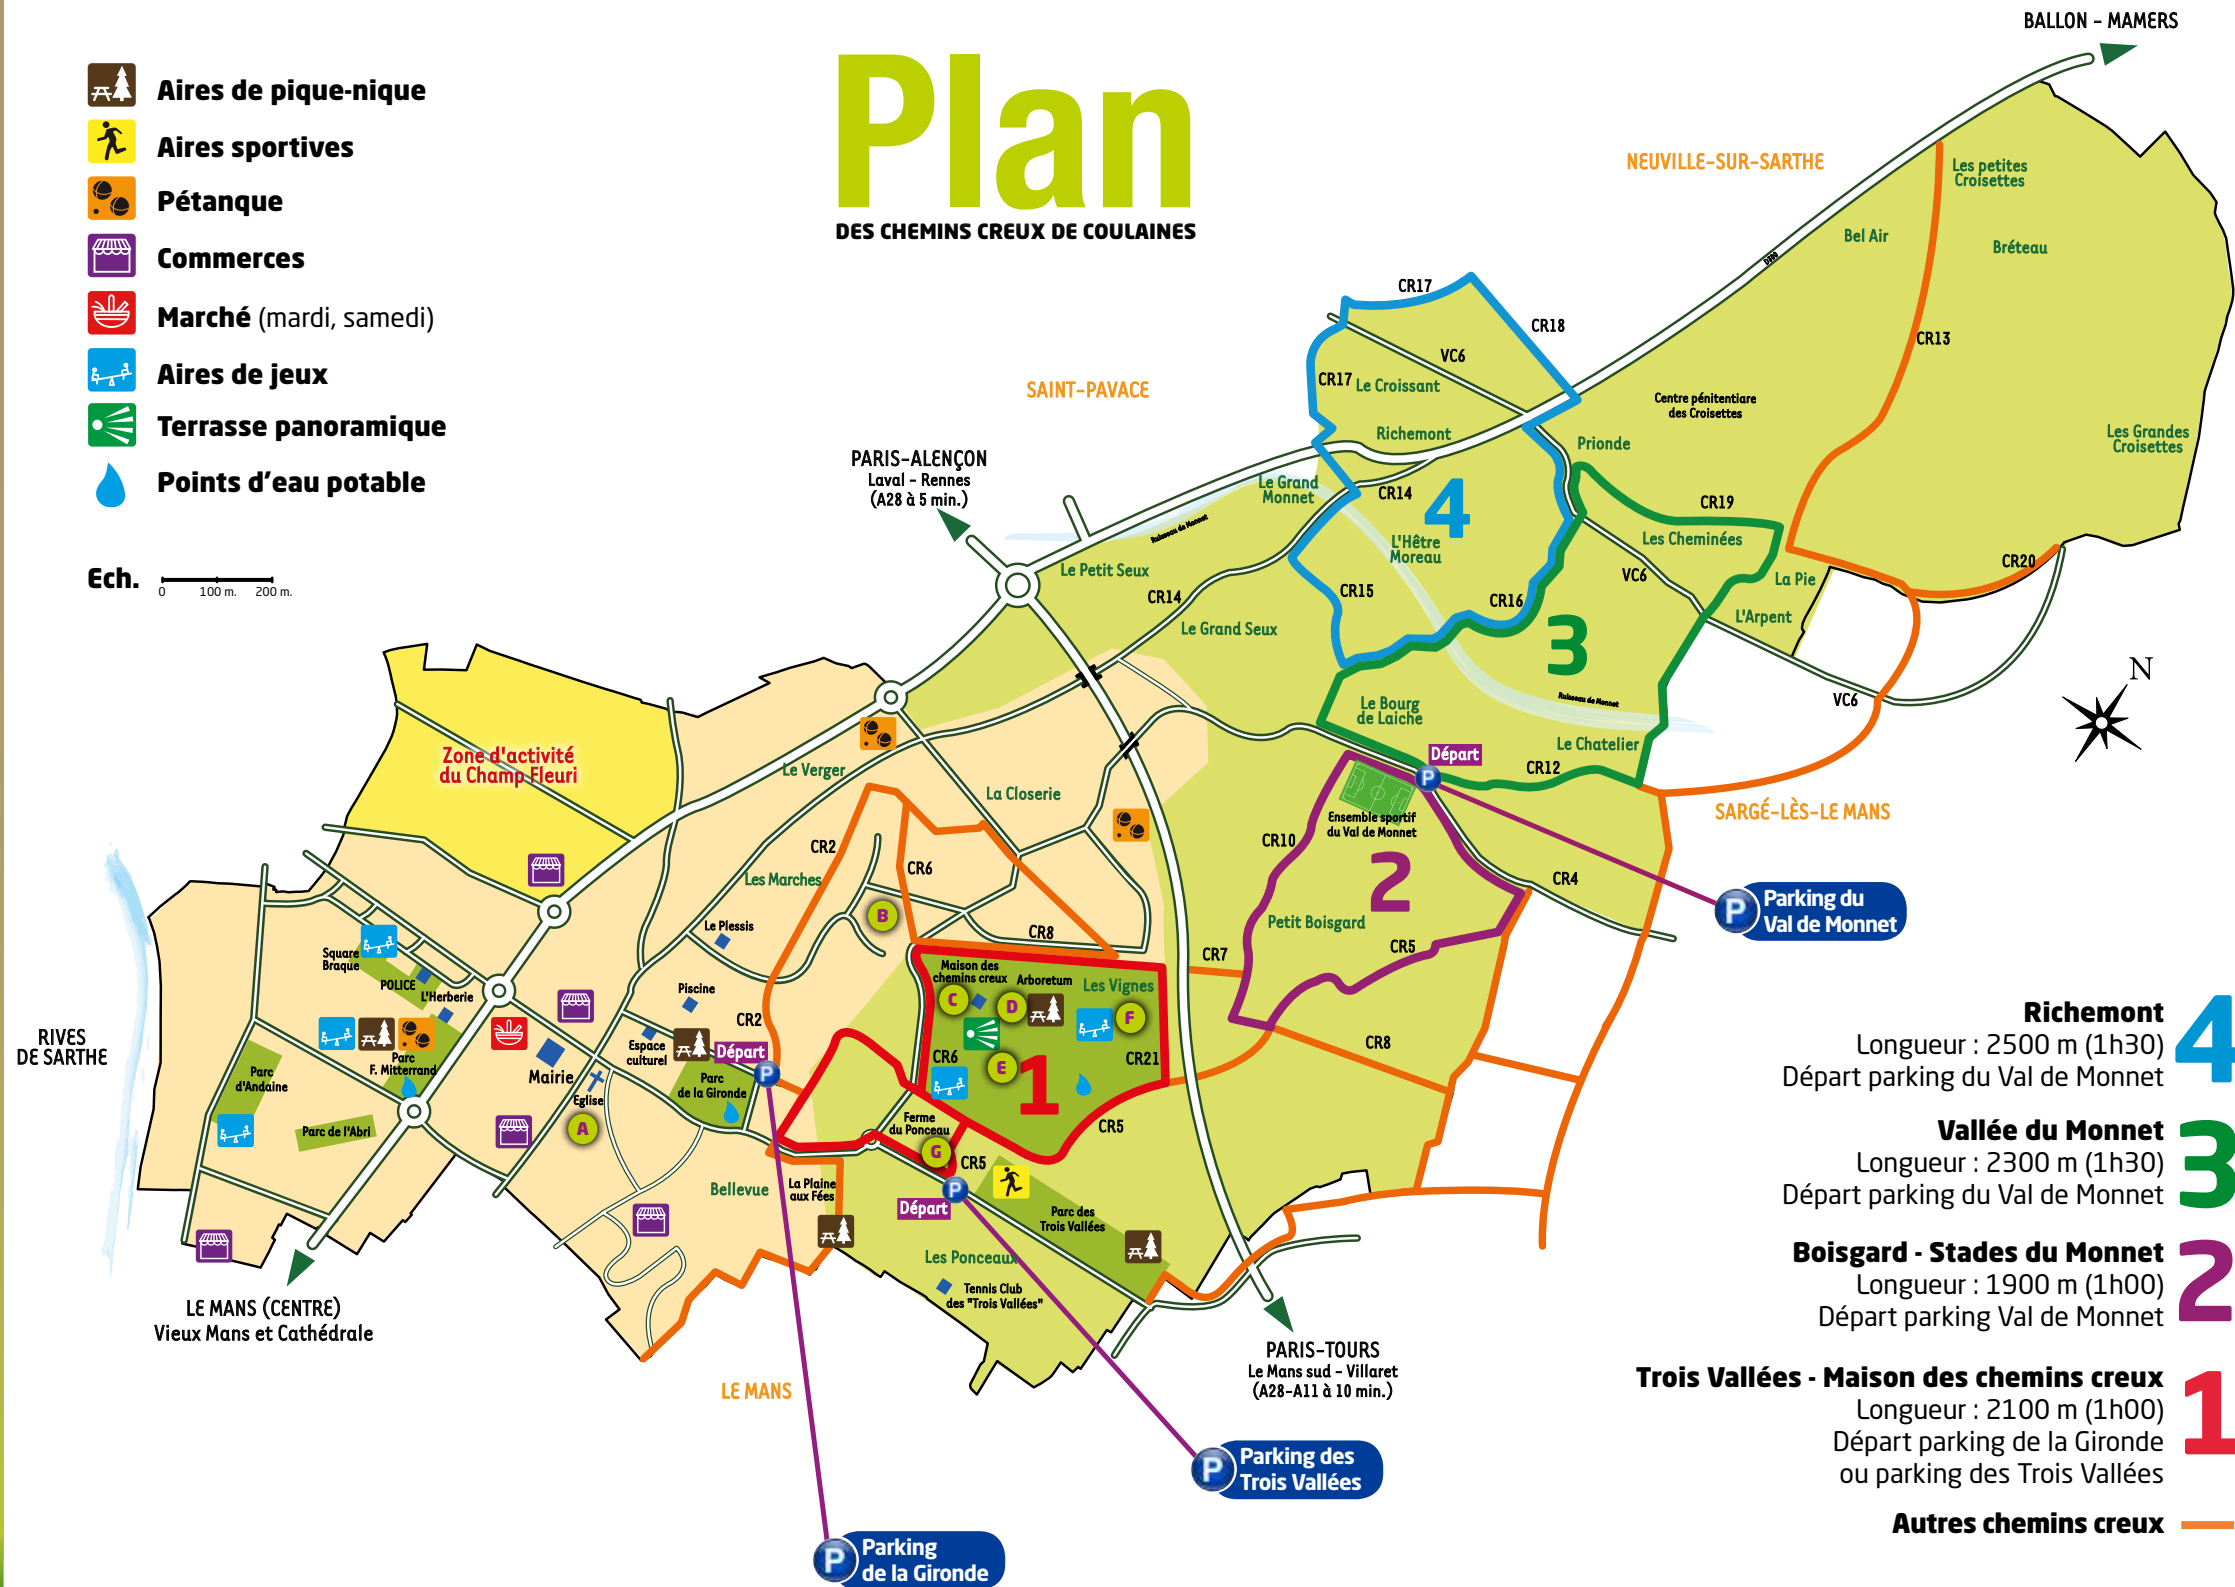 Plan
DES CHEMINS CREUX DE COULAINES
Aires de pique-nique
Aires sportives
Pétanque
Commerces
Marché (mardi, samedi)
Aires de jeux
Terrasse panoramique
Points d'eau potable
Ech.
0 100 m. 200 m.
BALLON - MAMERS
NEUVILLE-SUR-SARTHE
Les petites
Croisettes
Bel Air
Bréteau
D300
CR13
CR17
CR18
VC6
CR17
Le Croissant
SAINT-PAVACE
Centre pénitentiare
des Croisettes
Richemont
Prionde
Les Grandes
Croisettes
PARIS-ALENÇON
Laval - Rennes
(A28 à 5 min.)
Le Grand
Monnet
CR14
4
CR19
Ruisseau de Monnet
L'Hêtre
Moreau
Les Cheminées
Le Petit Seux
VC6
La Pie
CR20
CR14
CR15
CR16
L'Arpent
Le Grand Seux
3
N
Ruisseau de Monnet
VC6
Le Bourg
de Laiche
Le Chatelier
Départ
P
CR12
SARGÉ-LÈS-LE MANS
Zone d'activité
du Champ Fleuri
Le Verger
La Closerie
Ensemble sportif
du Val de Monnet
CR10
CR2
CR6
2
CR4
Les Marches
B
Petit Boisgard
P
Parking du
Val de Monnet
Le Plessis
CR8
CR5
CR7
Square
Braque
POLICE
L'Herberie
Piscine
Maison des
chemins creux
Arboretum
Les Vignes
C
D
F
CR2
RIVES
DE SARTHE
Espace
culturel
Départ
P
CR6
E
1
CR21
CR8
Parc
d'Andaine
Parc
F. Mitterrand
Mairie
Eglise
A
Parc
de la Gironde
Parc de l'Abri
Ferme
du Ponceau
G
CR5
CR5
Bellevue
La Plaine
aux Fées
P
Départ
Parc des
Trois Vallées
Les Ponceaux
Tennis Club
des "Trois Vallées"
LE MANS (CENTRE)
Vieux Mans et Cathédrale
PARIS-TOURS
Le Mans sud - Villaret
(A28-A11 à 10 min.)
LE MANS
P
Parking des
Trois Vallées
P
Parking
de la Gironde
Richemont
Longueur : 2500 m (1h30)
Départ parking du Val de Monnet
4
Vallée du Monnet
Longueur : 2300 m (1h30)
Départ parking du Val de Monnet
3
Boisgard - Stades du Monnet
Longueur : 1900 m (1h00)
Départ parking Val de Monnet
2
Trois Vallées - Maison des chemins creux
Longueur : 2100 m (1h00)
Départ parking de la Gironde
ou parking des Trois Vallées
1
Autres chemins creux